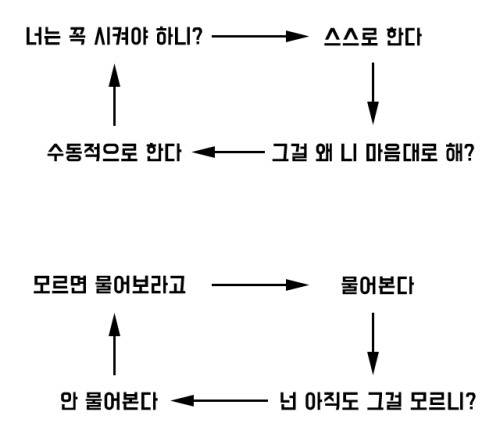 너는 꼭 시켜야 하니?
스스로 한다
수동적으로 한다
그걸 왜 니 마음대로 해?
모르면 물어보라고
물어본다
안 물어본다
넌 아직도 그걸 모르니?